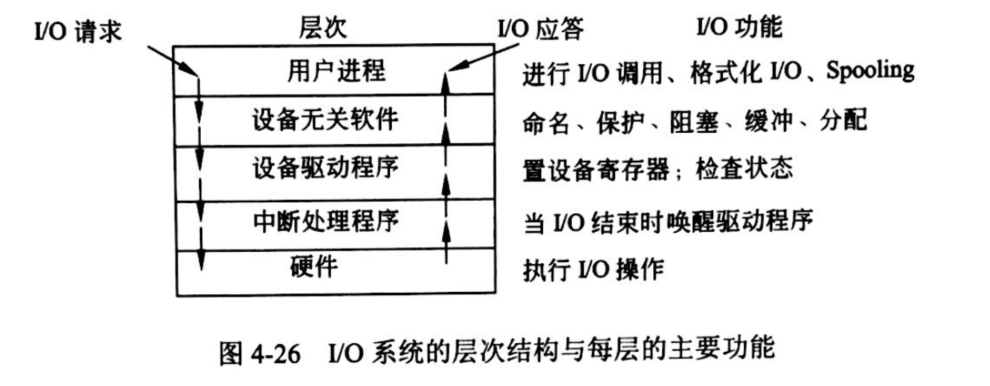 I/O 请求 层次 I/O 应答 I/O 功能
用户进程 进行 I/O 调用、格式化 I/O、Spooling
设备无关软件 命名、保护、阻塞、缓冲、分配
设备驱动程序 置设备寄存器；检查状态
中断处理程序 当 I/O 结束时唤醒驱动程序
硬件 执行 I/O 操作
图 4-26 I/O 系统的层次结构与每层的主要功能